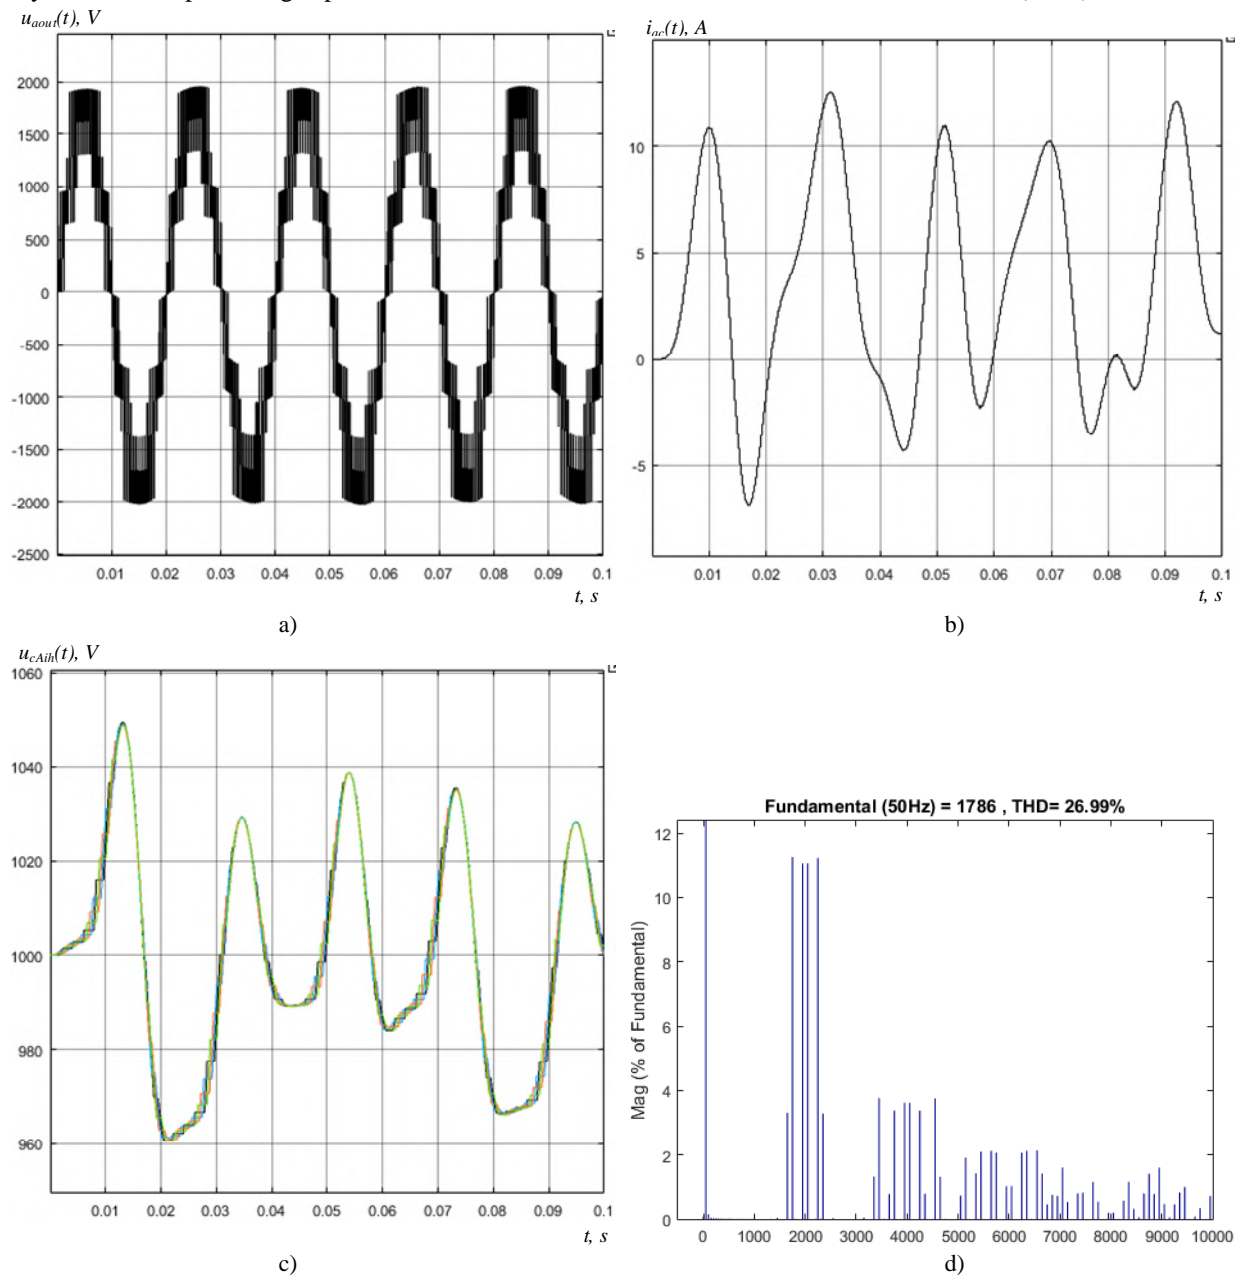 u_aout(t), V
2000
1500
1000
500
0
-500
-1000
-1500
-2000
-2500
0.01 0.02 0.03 0.04 0.05 0.06 0.07 0.08 0.09 0.1
t, s
a)
i_ac(t), A
10
5
0
-5
0.01 0.02 0.03 0.04 0.05 0.06 0.07 0.08 0.09 0.1
t, s
b)
u_cAih(t), V
1060
1040
1020
1000
980
960
0.01 0.02 0.03 0.04 0.05 0.06 0.07 0.08 0.09 0.1
t, s
c)
Fundamental (50Hz) = 1786 , THD= 26.99%
Mag (% of Fundamental)
12
10
8
6
4
2
0
0 1000 2000 3000 4000 5000 6000 7000 8000 9000 10000
d)